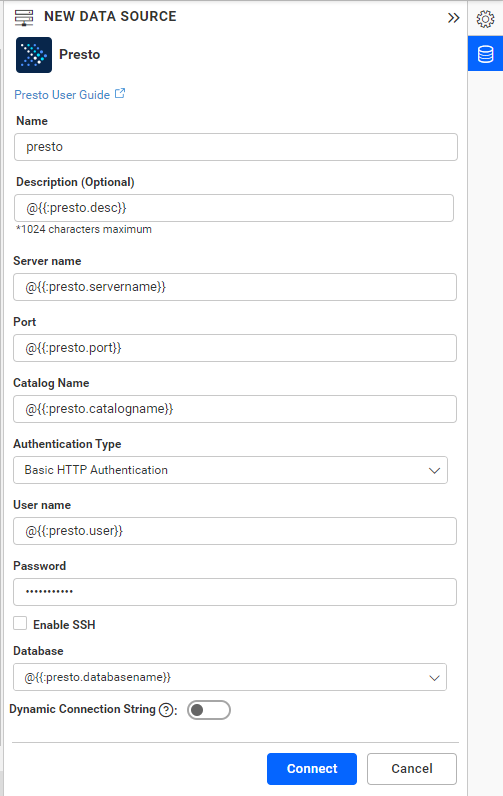 NEW DATA SOURCE
Presto
Presto User Guide
Name
presto
Description (Optional)
@{{:presto.desc}}
*1024 characters maximum
Server name
@{{:presto.servername}}
Port
@{{:presto.port}}
Catalog Name
@{{:presto.catalogname}}
Authentication Type
Basic HTTP Authentication
User name
@{{:presto.user}}
Password
•••••••••••
Enable SSH
Database
@{{:presto.databasename}}
Dynamic Connection String ? :
Connect Cancel